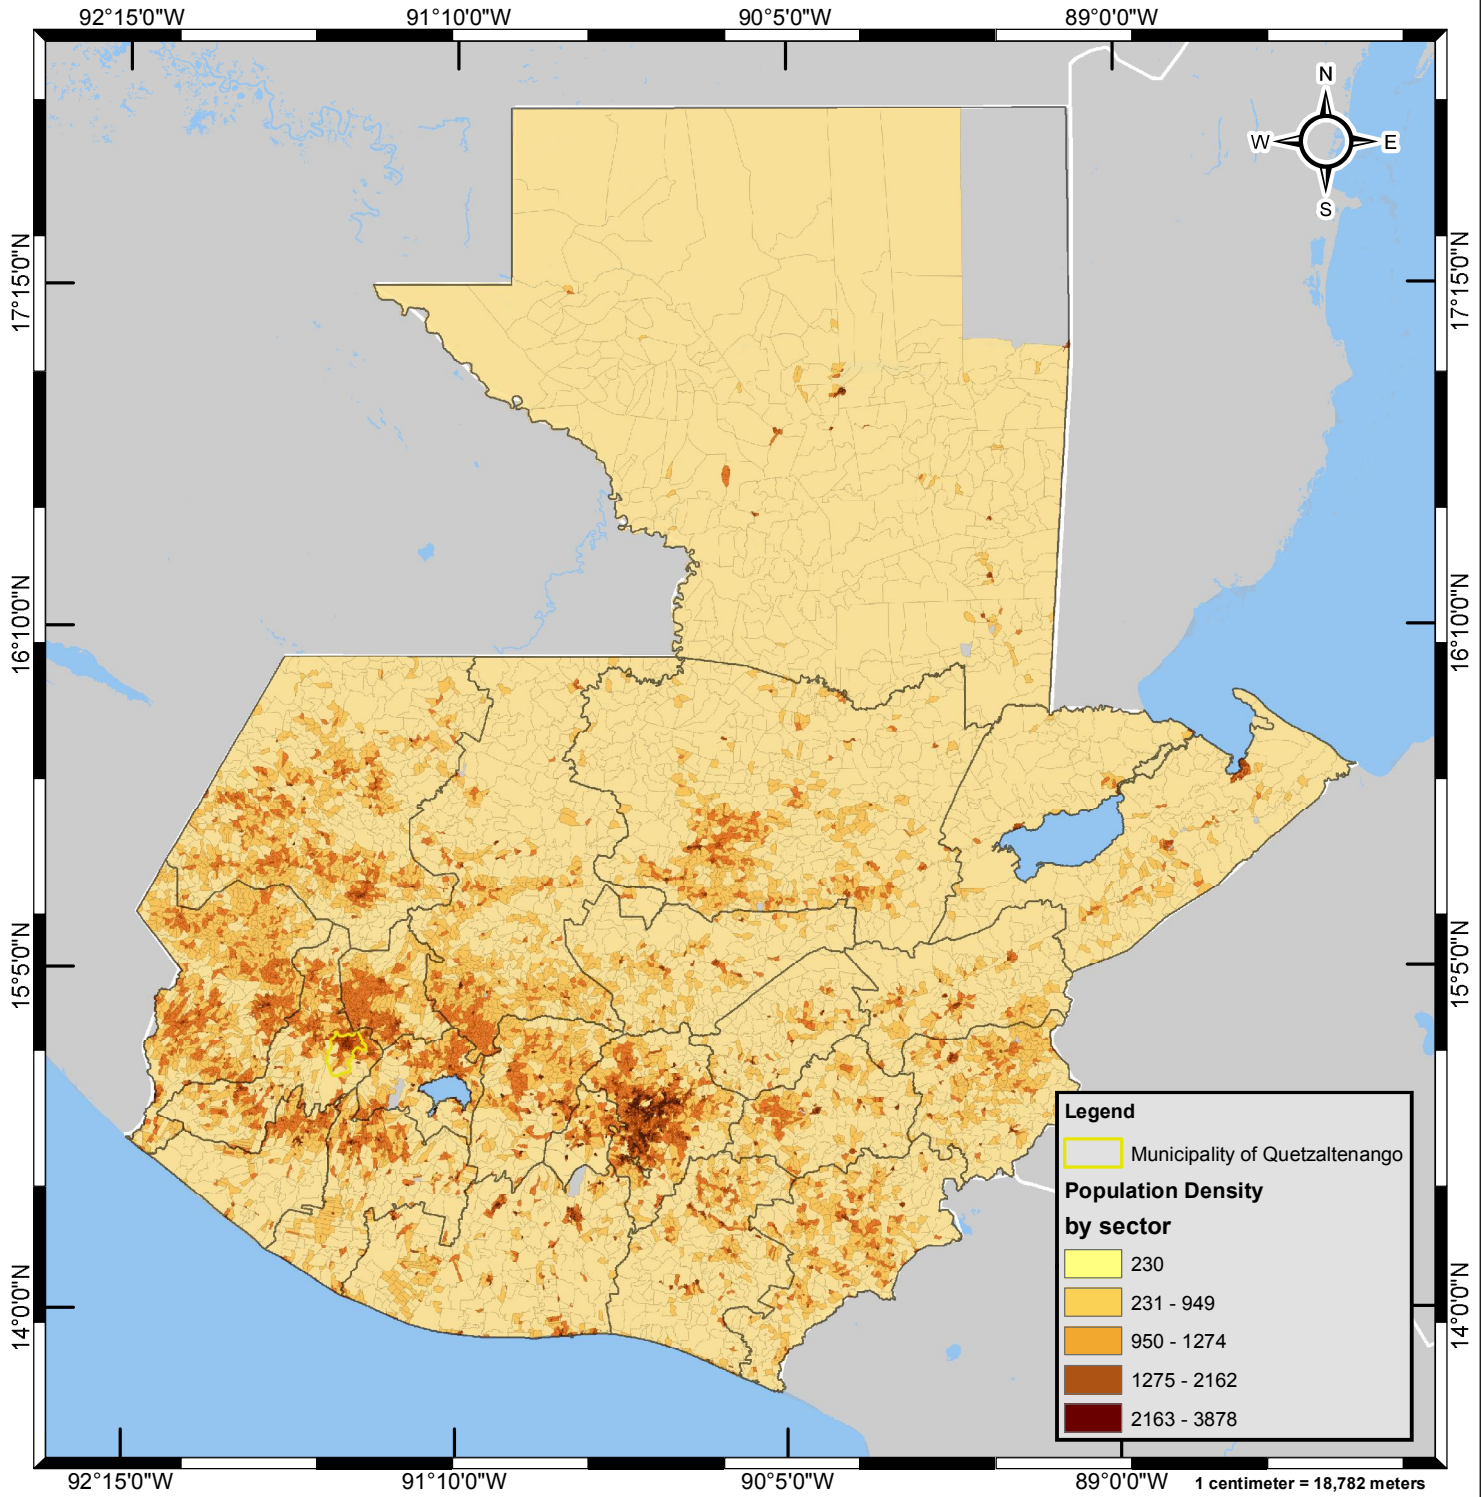 92°15'0"W 91°10'0"W 90°5'0"W 89°0'0"W
N
W E
S
17°15'0"N 17°15'0"N
16°10'0"N 16°10'0"N
15°5'0"N 15°5'0"N
14°0'0"N 14°0'0"N
Legend
Municipality of Quetzaltenango
Population Density
by sector
230
231 - 949
950 - 1274
1275 - 2162
2163 - 3878
92°15'0"W 91°10'0"W 90°5'0"W 89°0'0"W
1 centimeter = 18,782 meters